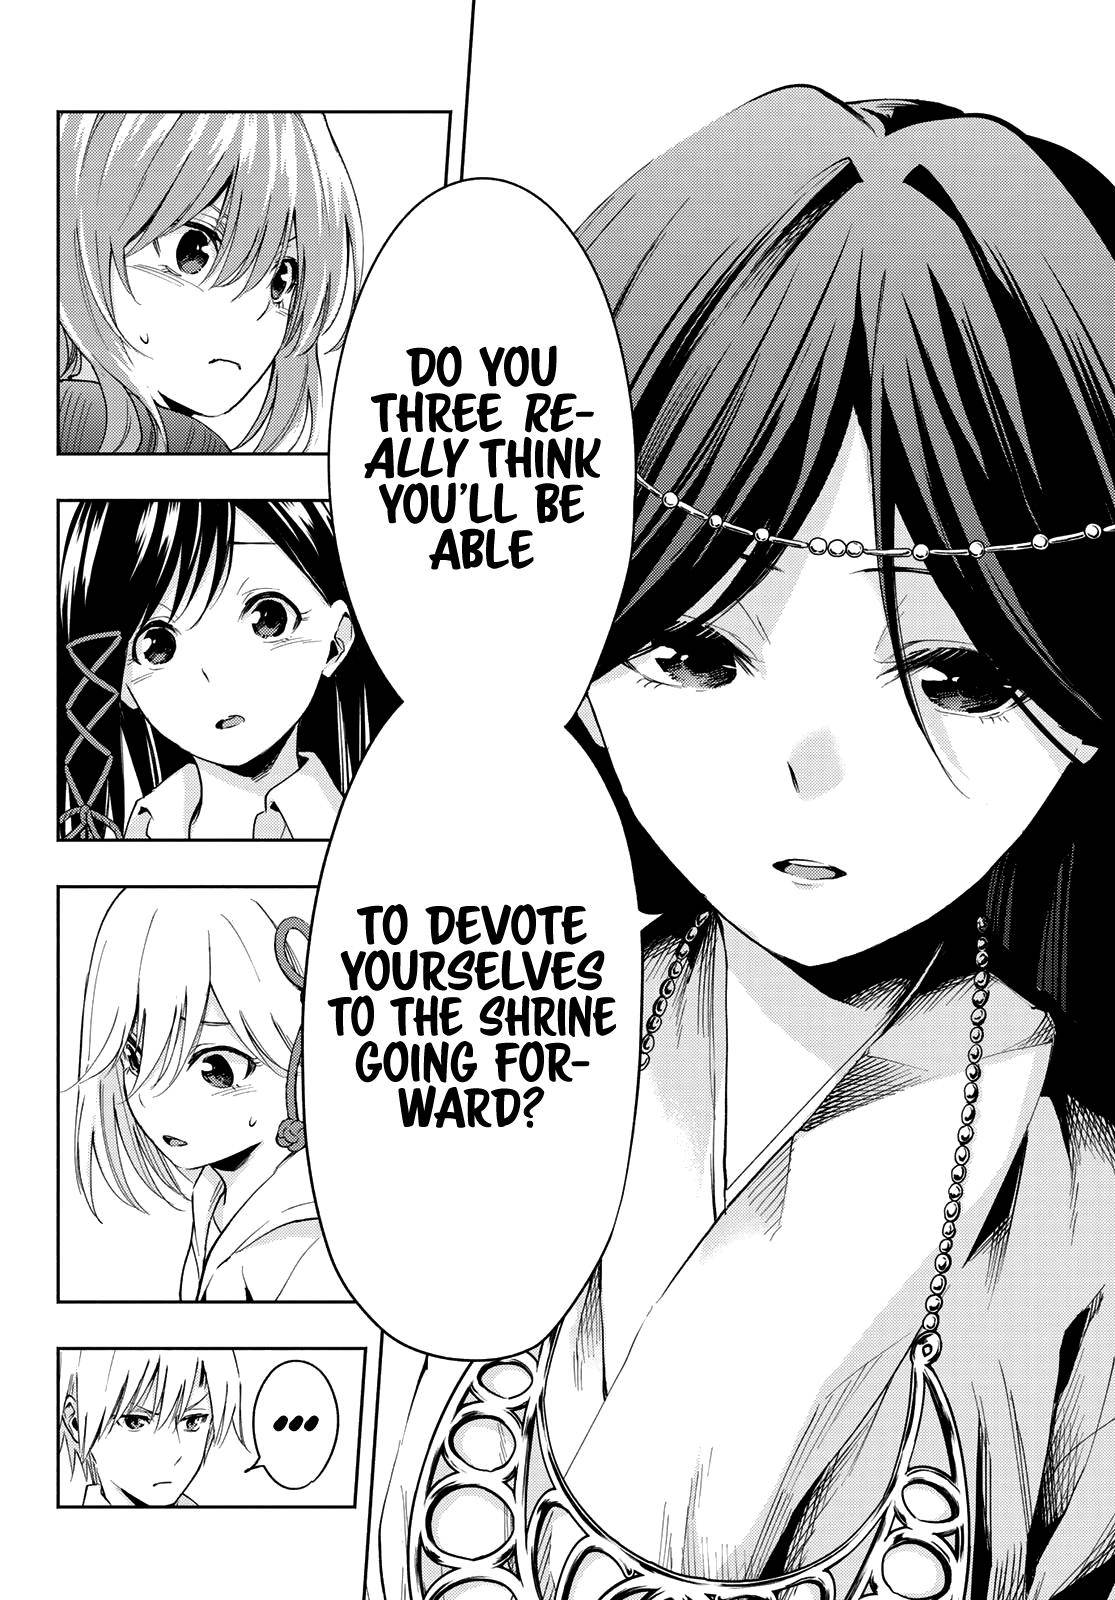 DO YOU
THREE RE-
ALLY THINK
YOU'LL BE
ABLE
TO DEVOTE
YOURSELVES
TO THE SHRINE
GOING FOR-
WARD?
...